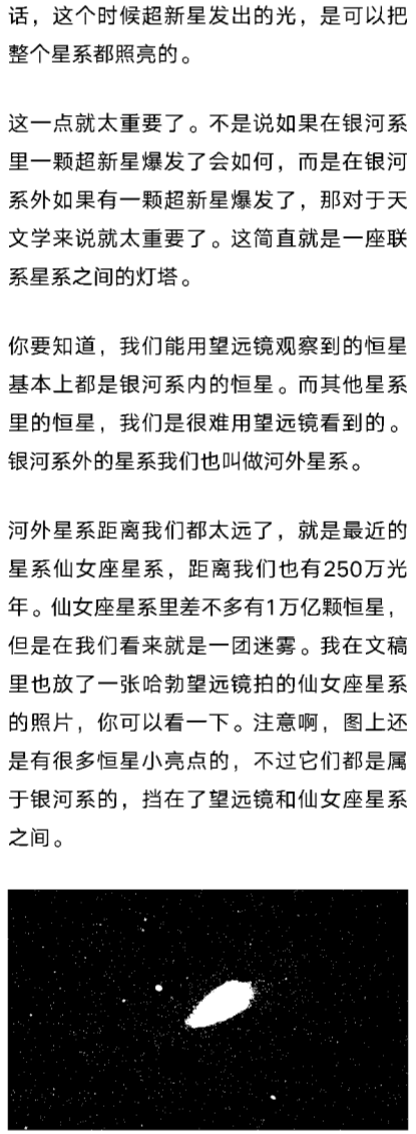 话，这个时候超新星发出的光，是可以把
整个星系都照亮的。
这一点就太重要了。不是说如果在银河系
里一颗超新星爆发了会如何，而是在银河
系外如果有一颗超新星爆发了，那对于天
文学来说就太重要了。这简直就是一座联
系星系之间的灯塔。
你要知道，我们能用望远镜观察到的恒星
基本上都是银河系内的恒星。而其他星系
里的恒星，我们是很难用望远镜看到的。
银河系外的星系我们也叫做河外星系。
河外星系距离我们都太远了，就是最近的
星系仙女座星系，距离我们也有250万光
年。仙女座星系里差不多有1万亿颗恒星，
但是在我们看来就是一团迷雾。我在文稿
里也放了一张哈勃望远镜拍的仙女座星系
的照片，你可以看一下。注意啊，图上还
是有很多恒星小亮点的，不过它们都是属
于银河系的，挡在了望远镜和仙女座星系
之间。